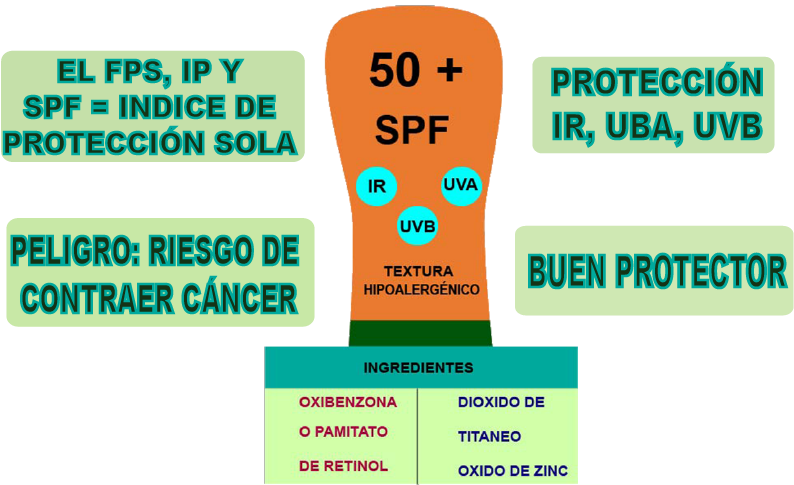 EL FPS, IP Y
SPF = INDICE DE
PROTECCIÓN SOLA
PELIGRO: RIESGO DE
CONTRAER CÁNCER
50 +
SPF
IR
UVA
UVB
TEXTURA
HIPOALERGÉNICO
PROTECCIÓN
IR, UBA, UVB
BUEN PROTECTOR
INGREDIENTES
OXIBENZONA
O PAMITATO
DE RETINOL
DIOXIDO DE
TITANEO
OXIDO DE ZINC